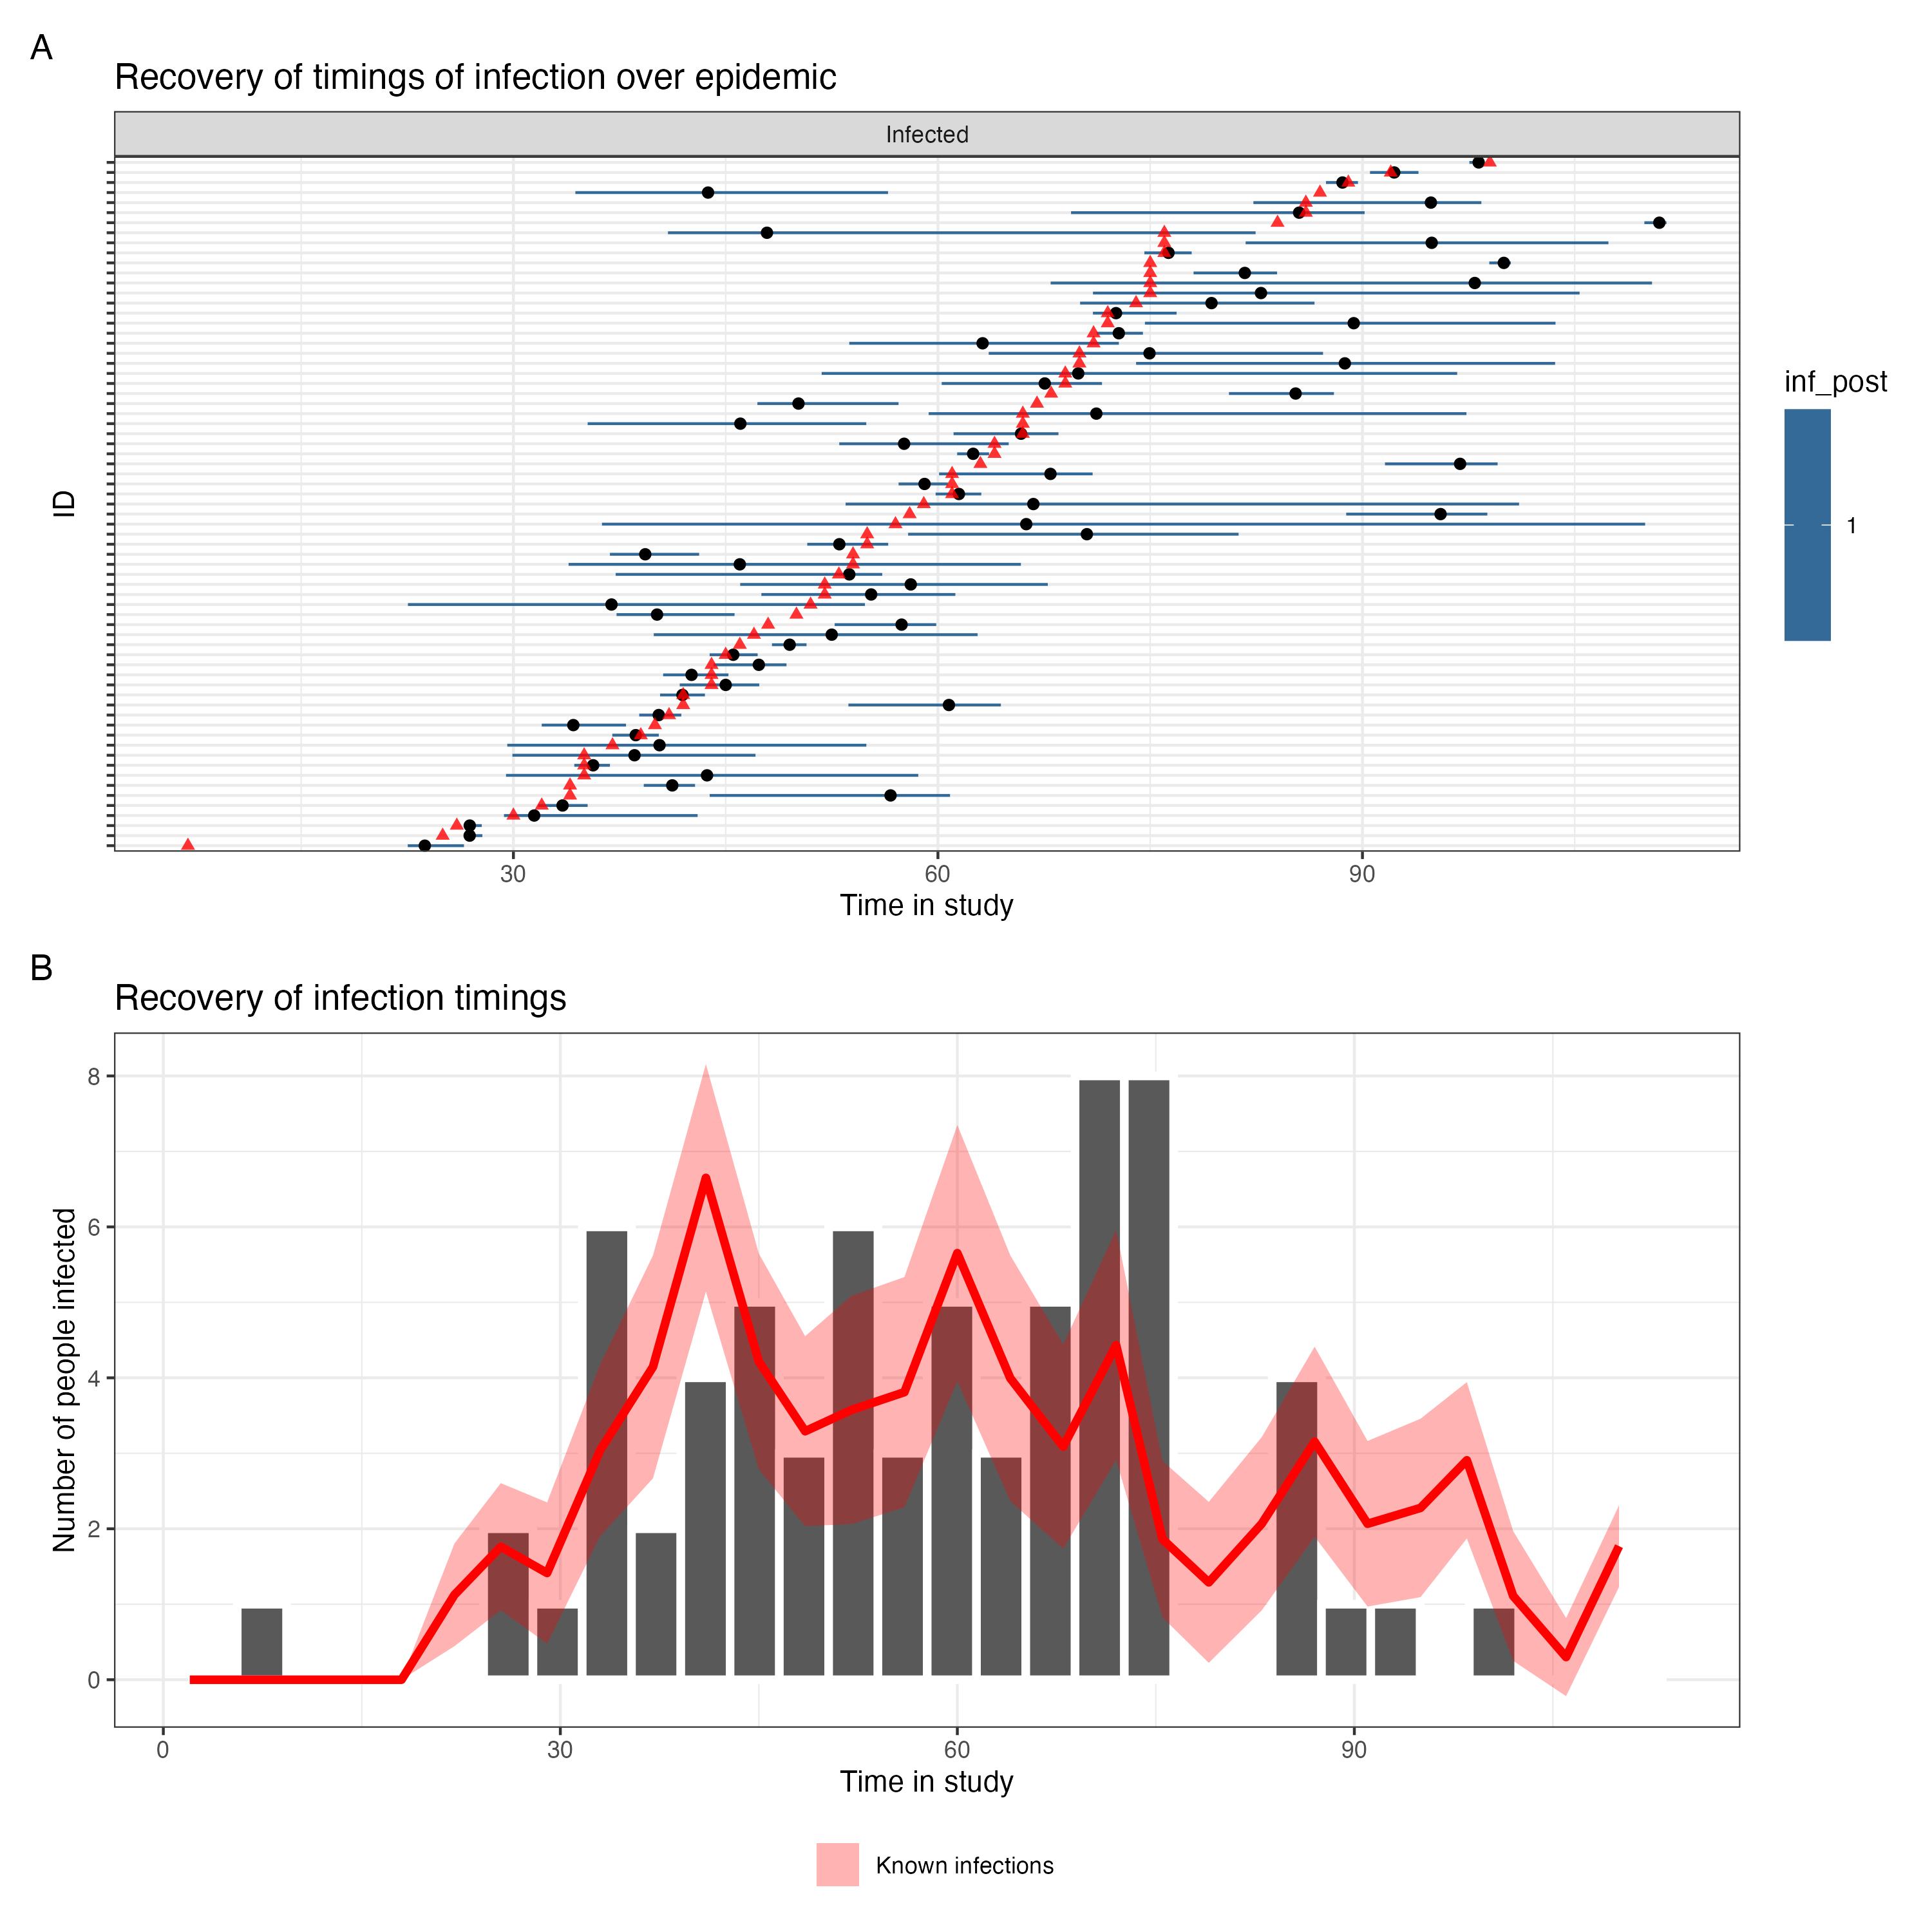 A
Recovery of timings of infection over epidemic
Infected
ID
30 60 90
Time in study
inf_post
1
B
Recovery of infection timings
Number of people infected
8
6
4
2
0
0 30 60 90
Time in study
Known infections